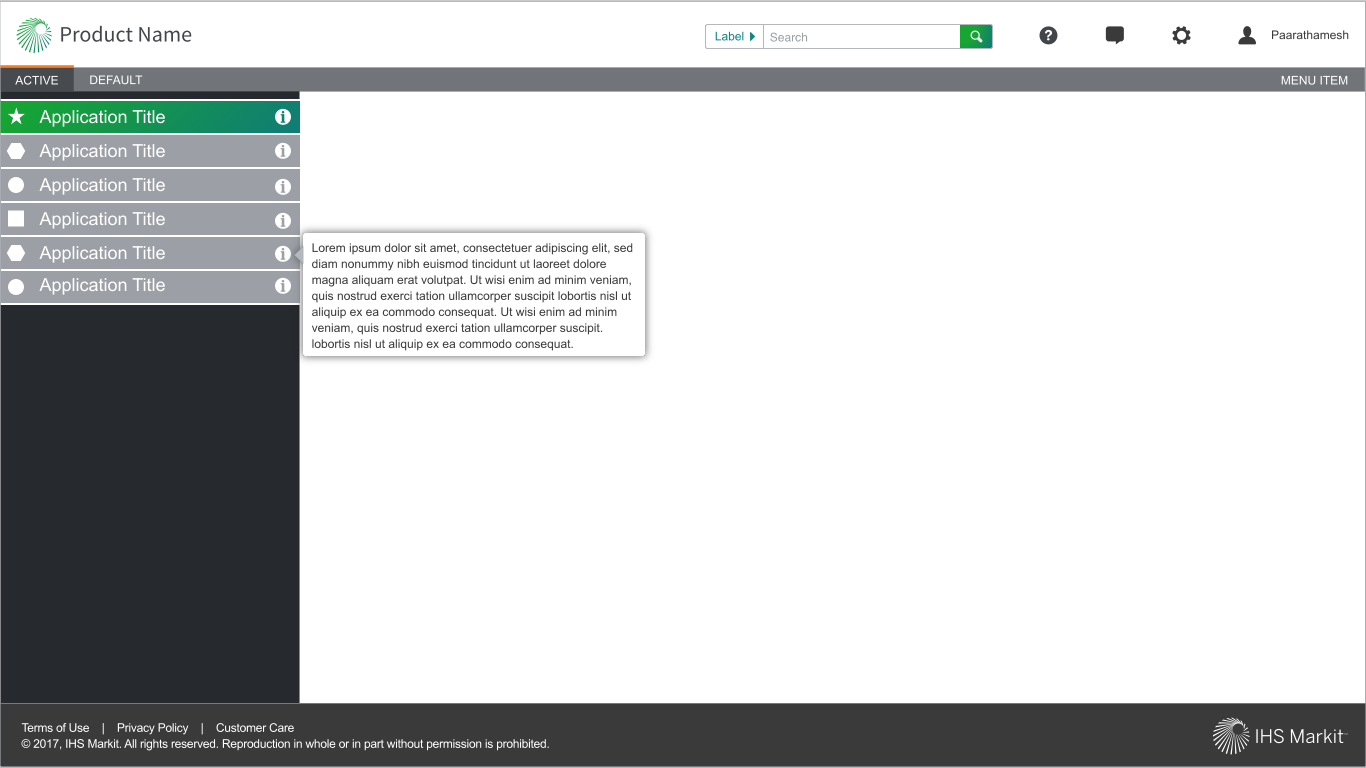 Product Name
Label
Search
Paarathamesh
ACTIVE
DEFAULT
MENU ITEM
Application Title
Application Title
Application Title
Application Title
Application Title
Application Title
Lorem ipsum dolor sit amet, consectetuer adipiscing elit, sed
diam nonummy nibh euismod tincidunt ut laoreet dolore
magna aliquam erat volutpat. Ut wisi enim ad minim veniam,
quis nostrud exerci tation ullamcorper suscipit lobortis nisl ut
aliquip ex ea commodo consequat. Ut wisi enim ad minim
veniam, quis nostrud exerci tation ullamcorper suscipit.
lobortis nisl ut aliquip ex ea commodo consequat.
Terms of Use | Privacy Policy | Customer Care
© 2017, IHS Markit. All rights reserved. Reproduction in whole or in part without permission is prohibited.
IHS Markit